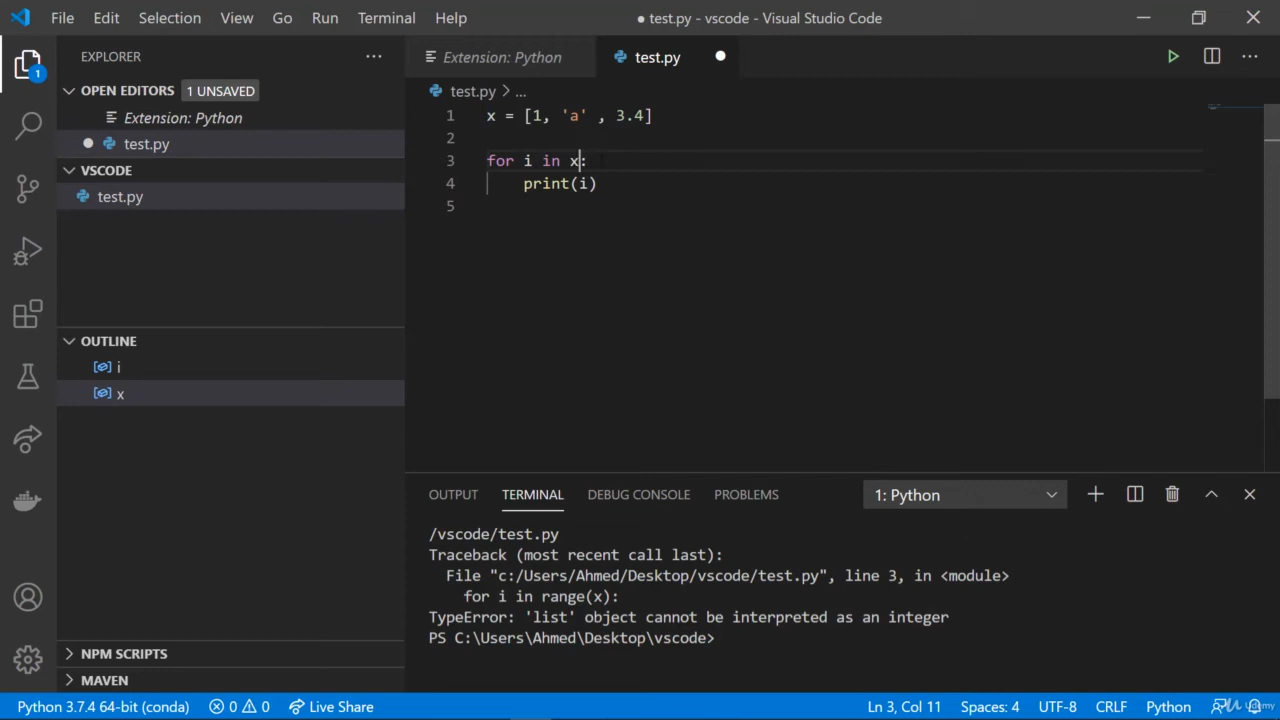 File Edit Selection View Go Run Terminal Help ● test.py - vscode - Visual Studio Code
EXPLORER
1
OPEN EDITORS 1 UNSAVED
Extension: Python
test.py
VSCODE
test.py
OUTLINE
i
x
NPM SCRIPTS
MAVEN
Extension: Python test.py
test.py > ...
1 x = [1, 'a' , 3.4]
2
3 for i in x:
4 print(i)
5
OUTPUT TERMINAL DEBUG CONSOLE PROBLEMS 1: Python
/vscode/test.py
Traceback (most recent call last):
File "c:/Users/Ahmed/Desktop/vscode/test.py", line 3, in <module>
for i in range(x):
TypeError: 'list' object cannot be interpreted as an integer
PS C:\Users\Ahmed\Desktop\vscode>
Python 3.7.4 64-bit (conda) 0 0 Live Share Ln 3, Col 11 Spaces: 4 UTF-8 CRLF Python
Udemy